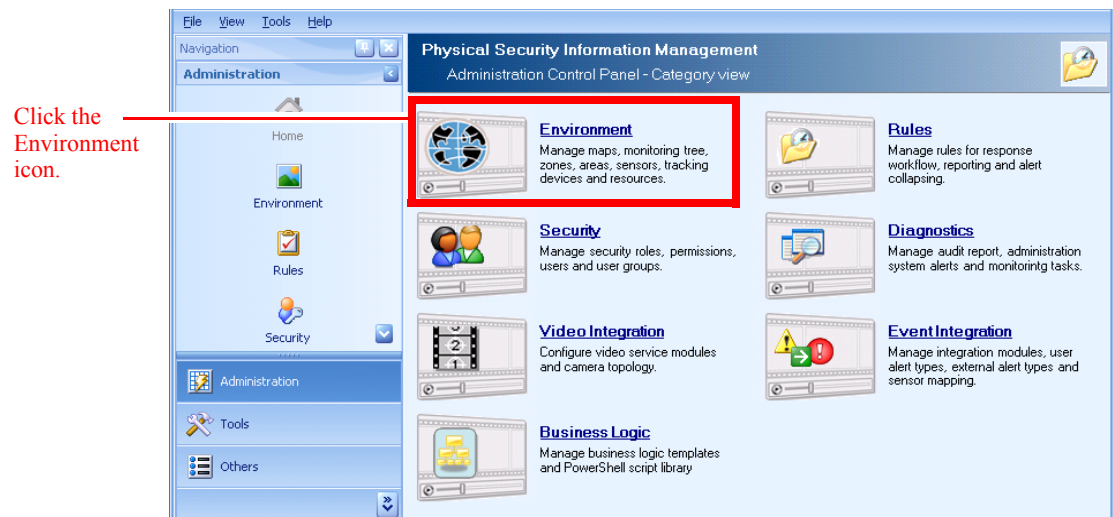 File View Tools Help
Navigation
Administration
Home
Environment
Rules
Security
Administration
Tools
Others
Click the
Environment
icon.
Physical Security Information Management
Administration Control Panel - Category view
Environment
Manage maps, monitoring tree,
zones, areas, sensors, tracking
devices and resources.
Rules
Manage rules for response
workflow, reporting and alert
collapsing.
Security
Manage security roles, permissions,
users and user groups.
Diagnostics
Manage audit report, administration
system alerts and monitorintg tasks.
Video Integration
Configure video service modules
and camera topology.
2
1
Event Integration
Manage integration modules, user
alert types, external alert types and
sensor mapping.
Business Logic
Manage business logic templates
and PowerShell script library